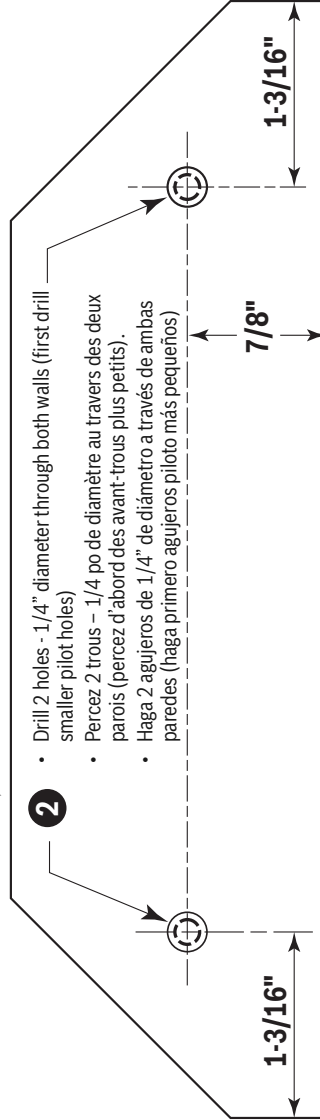 2
• Drill 2 holes - 1/4” diameter through both walls (first drill
smaller pilot holes)
• Percez 2 trous – 1/4 po de diamètre au travers des deux
parois (percez d’abord des avant-trous plus petits).
• Haga 2 agujeros de 1/4” de diámetro a través de ambas
paredes (haga primero agujeros piloto más pequeños)
1-3/16"
7/8"
1-3/16"